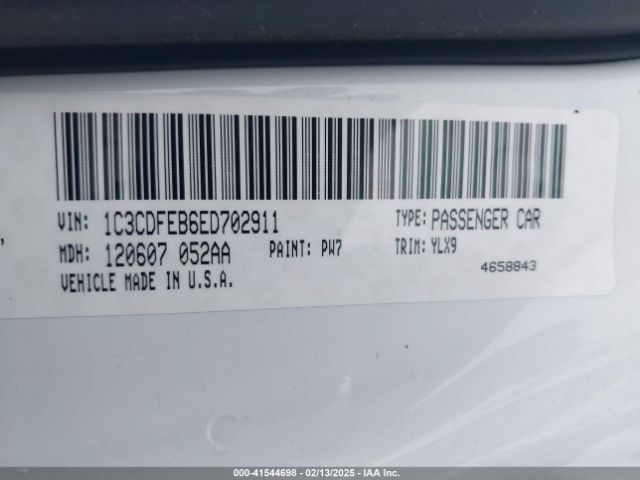 VIN: 1C3CDFEB6ED702911 TYPE: PASSENGER CAR
MDH: 120607 052AA PAINT: PW7 TRIM: YLX9
VEHICLE MADE IN U.S.A. 4658843
000-41544698 - 02/13/2025 - IAA Inc.